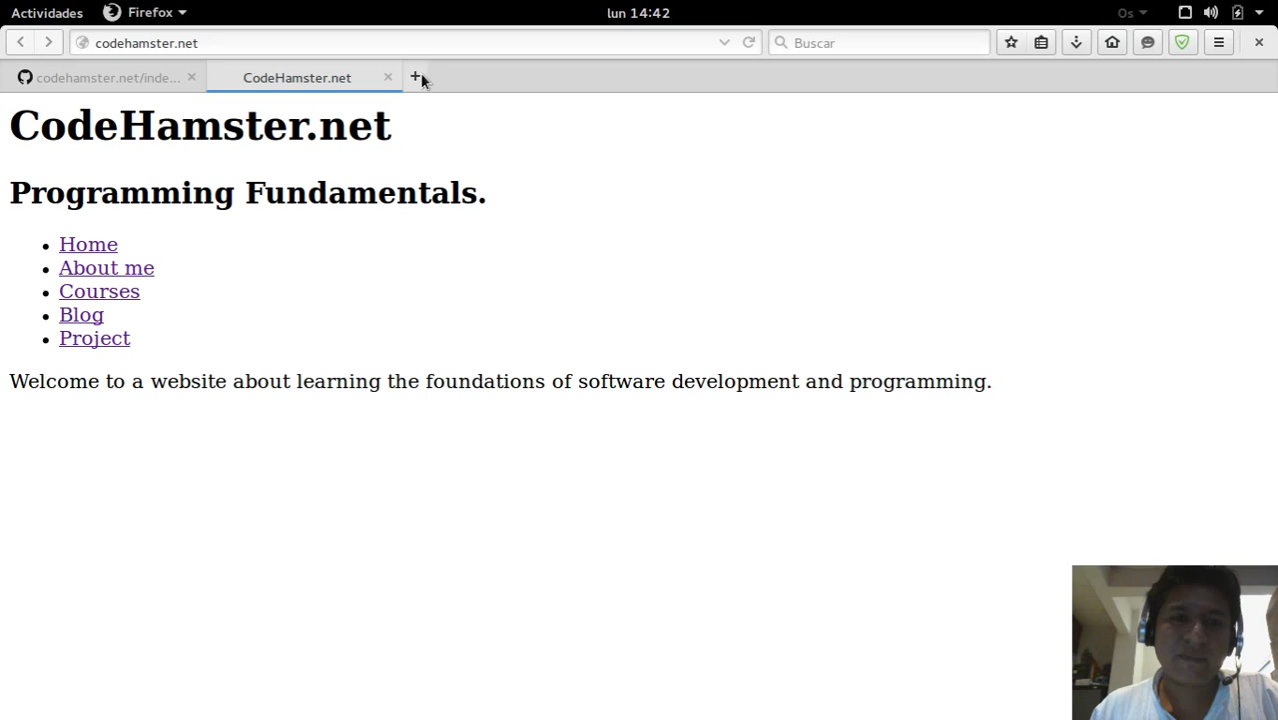 Actividades Firefox lun 14:42 Os
codehamster.net Buscar
codehamster.net/inde... CodeHamster.net
CodeHamster.net
Programming Fundamentals.
Home
About me
Courses
Blog
Project
Welcome to a website about learning the foundations of software development and programming.